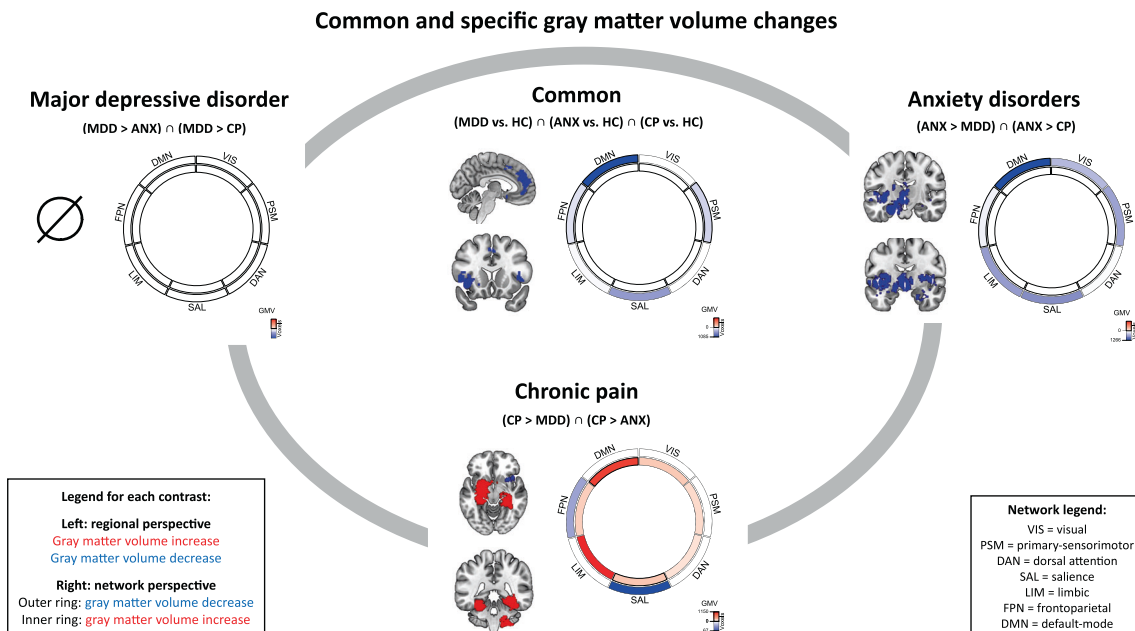 Common and specific gray matter volume changes
Major depressive disorder
(MDD > ANX) ∩ (MDD > CP)
DMN
VIS
FPN
PSM
LIM
DAN
SAL
GMV
Common
(MDD vs. HC) ∩ (ANX vs. HC) ∩ (CP vs. HC)
DMN
VIS
FPN
PSM
LIM
DAN
SAL
GMV
0
1085
Voxels
Anxiety disorders
(ANX > MDD) ∩ (ANX > CP)
DMN
VIS
FPN
PSM
LIM
DAN
SAL
GMV
0
1286
Voxels
Chronic pain
(CP > MDD) ∩ (CP > ANX)
DMN
VIS
FPN
PSM
LIM
DAN
SAL
GMV
1150
0
Legend for each contrast:
Left: regional perspective
Gray matter volume increase
Gray matter volume decrease
Right: network perspective
Outer ring: gray matter volume decrease
Inner ring: gray matter volume increase
Network legend:
VIS = visual
PSM = primary-sensorimotor
DAN = dorsal attention
SAL = salience
LIM = limbic
FPN = frontoparietal
DMN = default-mode